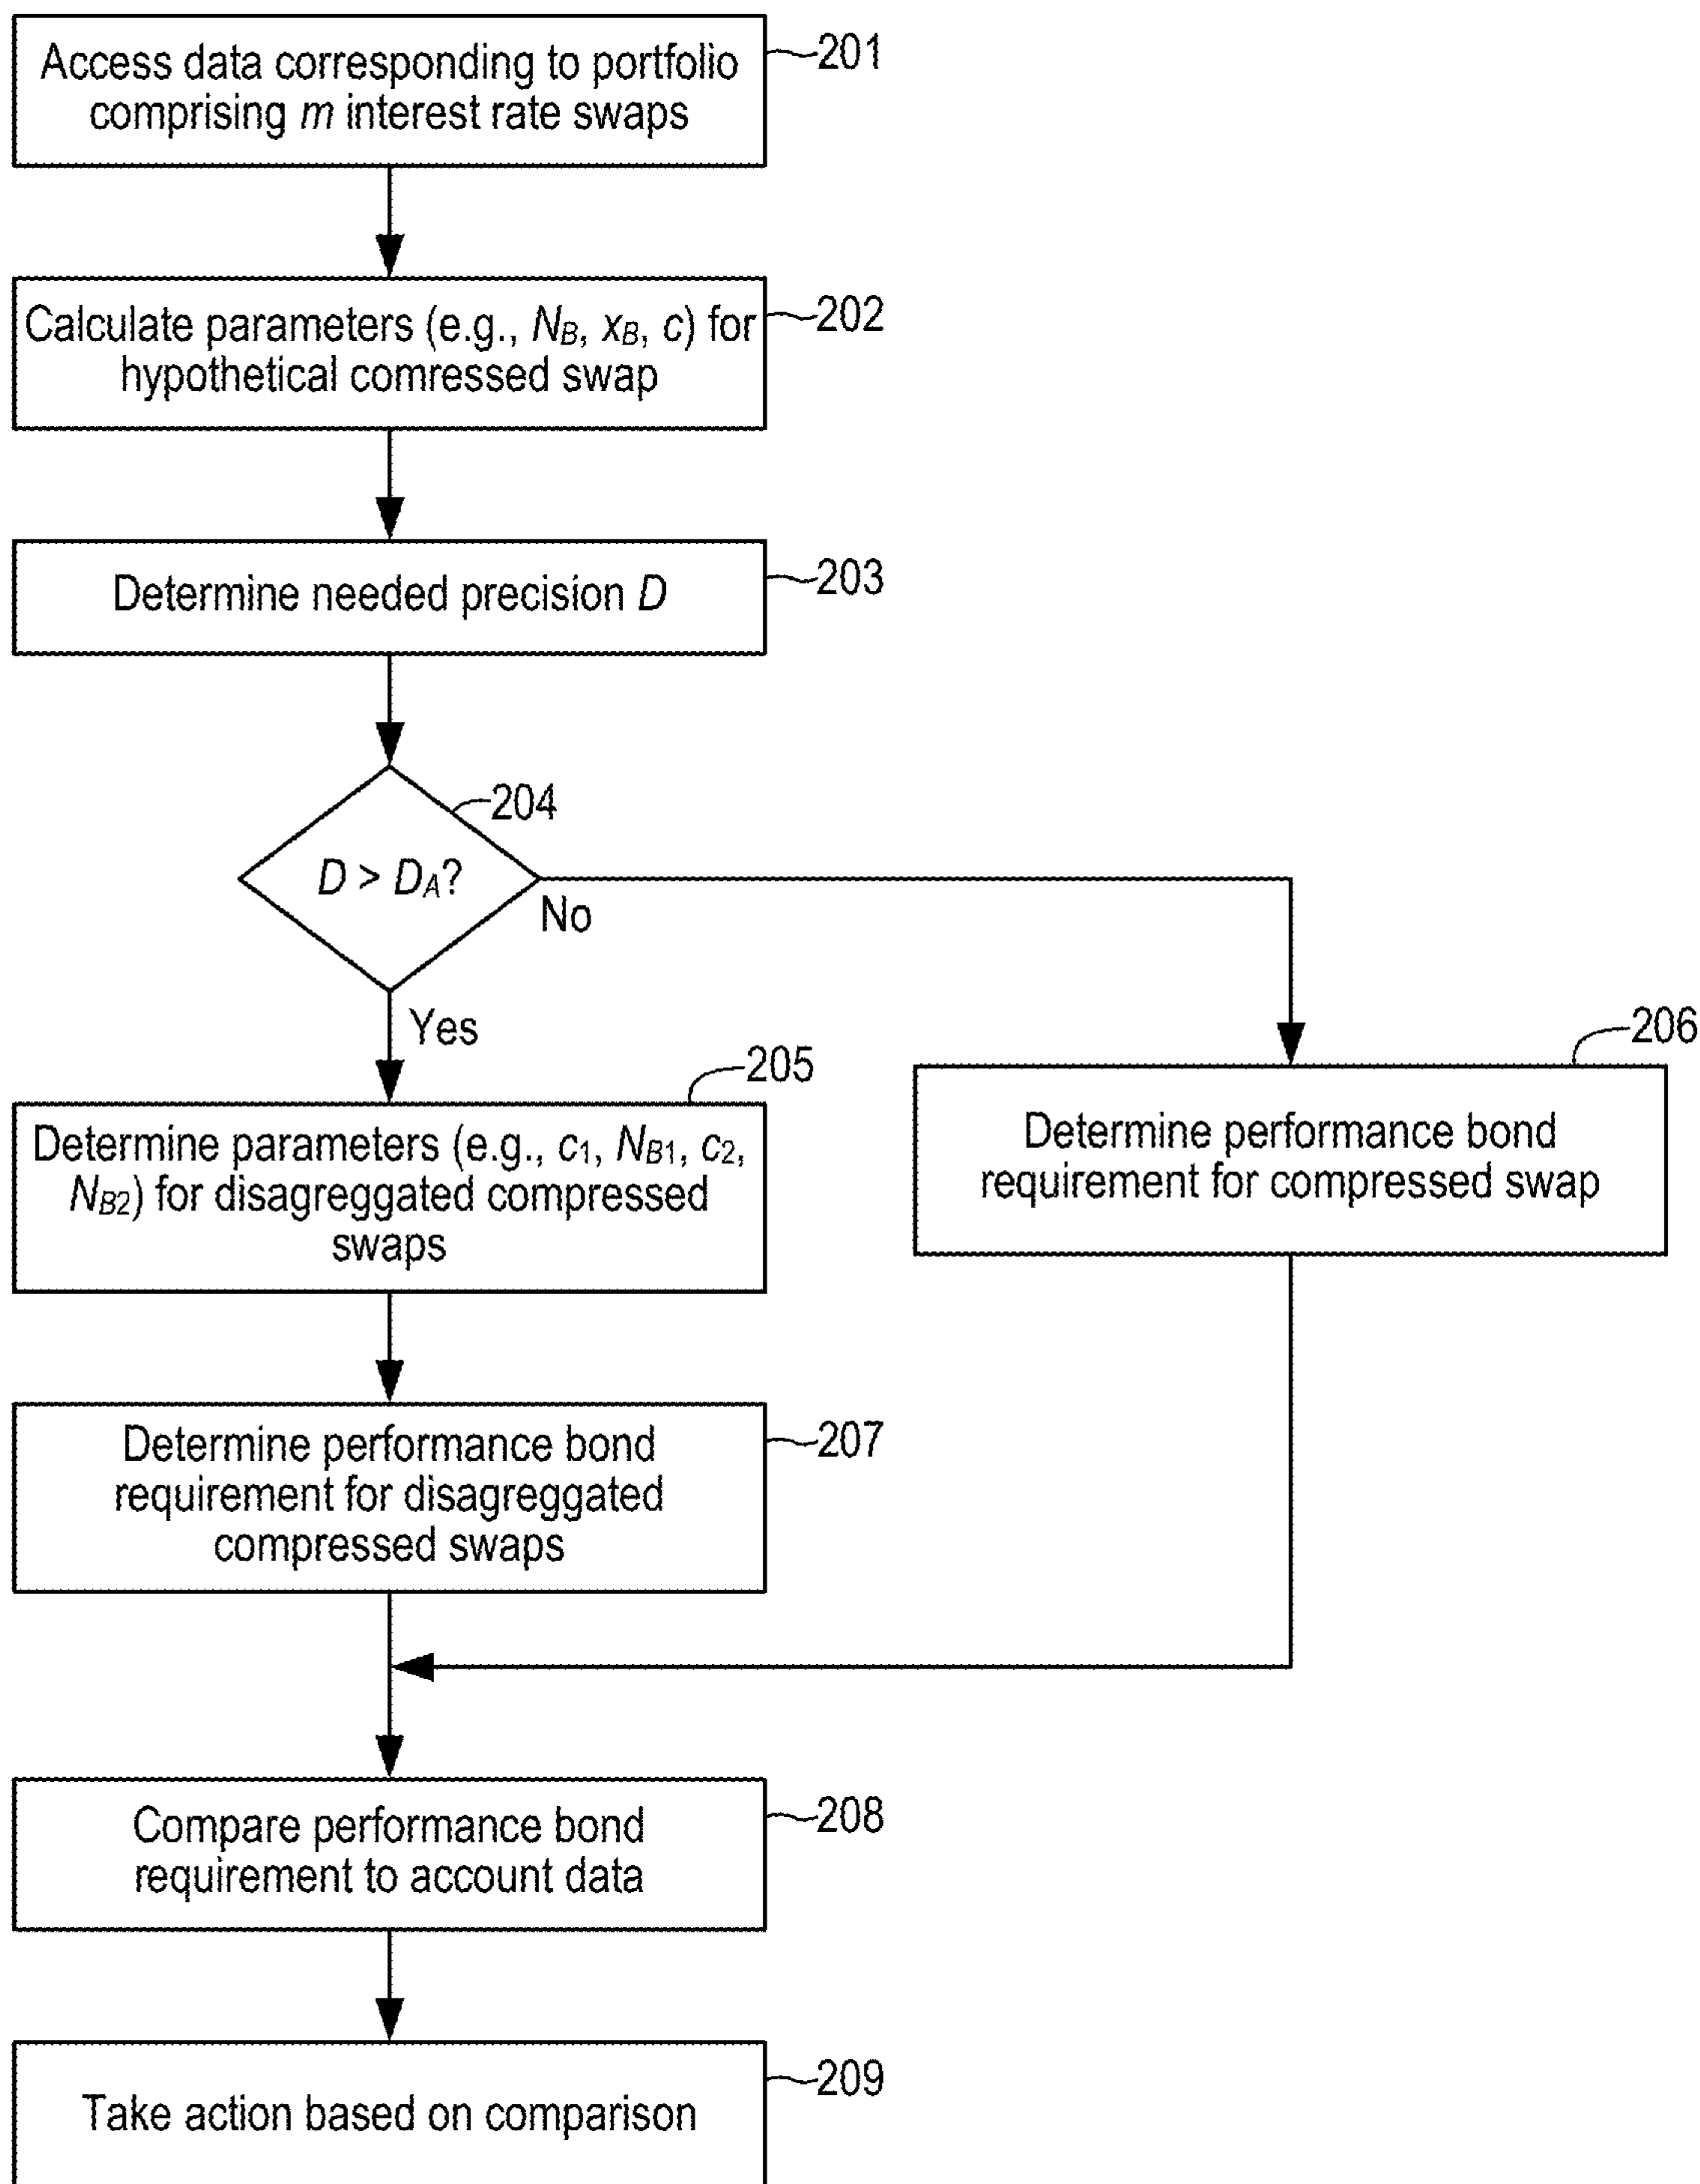 Access data corresponding to portfolio
comprising m interest rate swaps
201
Calculate parameters (e.g., NB, xB, c) for
hypothetical comressed swap
202
Determine needed precision D
203
204
D > DA?
No
Yes
205
Determine parameters (e.g., c1, NB1, c2,
NB2) for disagreggated compressed
swaps
206
Determine performance bond
requirement for compressed swap
Determine performance bond
requirement for disagreggated
compressed swaps
207
Compare performance bond
requirement to account data
208
Take action based on comparison
209